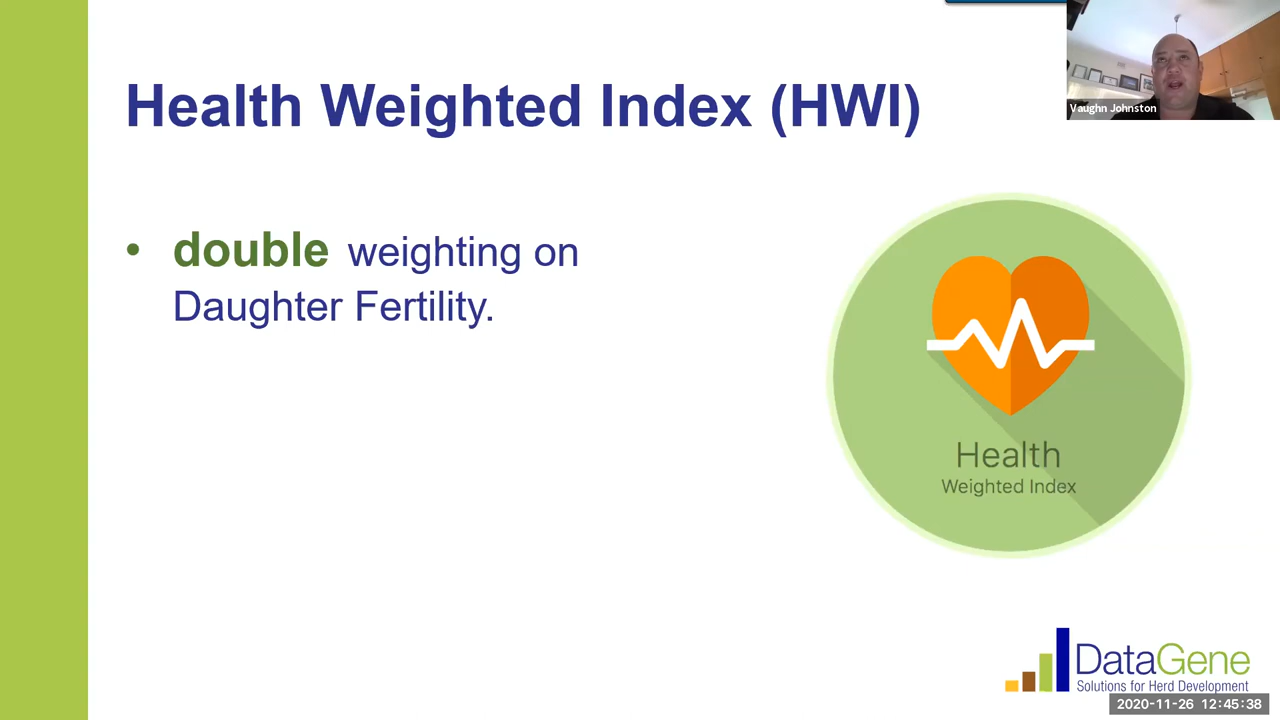 Health Weighted Index (HWI)
Vaughn Johnston
• double weighting on
Daughter Fertility.
Health
Weighted Index
DataGene
Solutions for Herd Development
2020-11-26 12:45:38